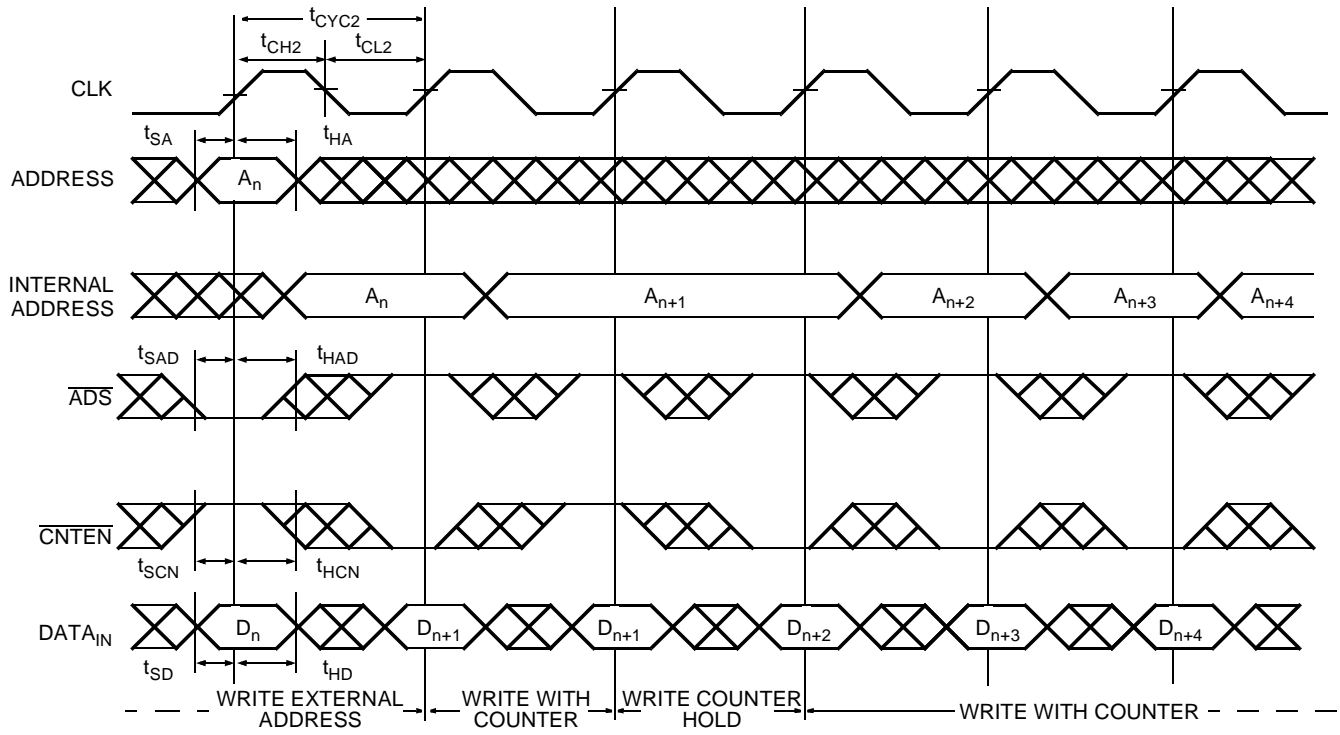 tCYC2
tCH2
tCL2
CLK
tSA
tHA
ADDRESS
An
INTERNAL
ADDRESS
An
An+1
An+2
An+3
An+4
tSAD
tHAD
ADS
CNTEN
tSCN
tHCN
DATAIN
Dn
Dn+1
Dn+1
Dn+2
Dn+3
Dn+4
tSD
tHD
WRITE EXTERNAL
ADDRESS
WRITE WITH
COUNTER
WRITE COUNTER
HOLD
WRITE WITH COUNTER